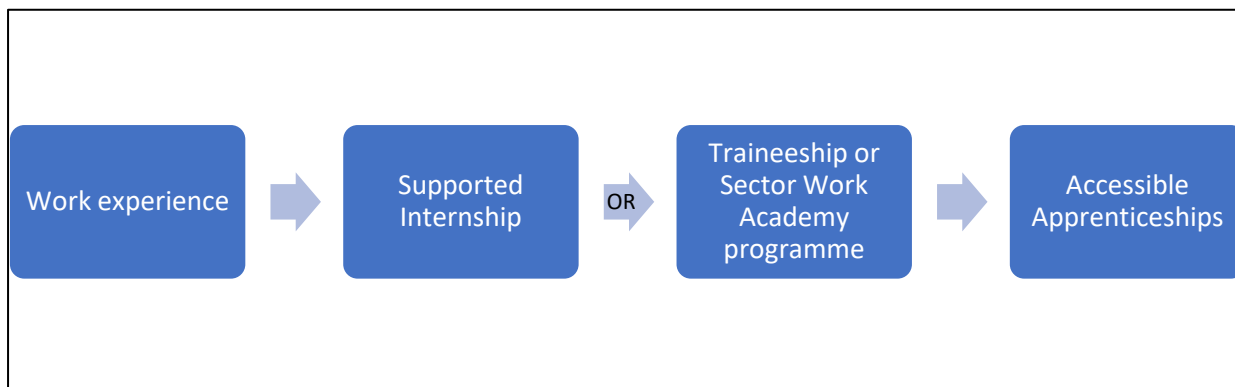 Work experience
Supported
Internship
OR
Traineeship or
Sector Work
Academy
programme
Accessible
Apprenticeships